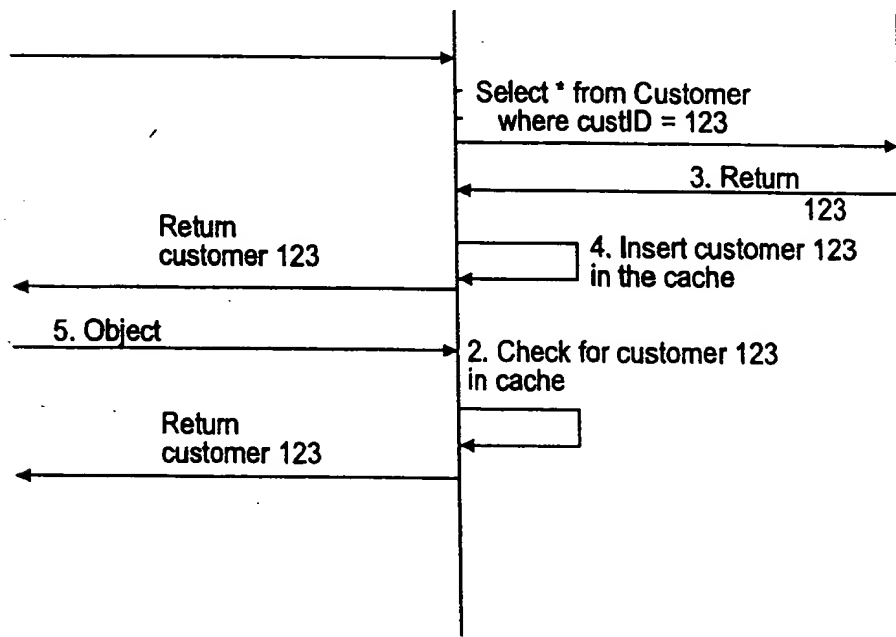 Select * from Customer
where custID = 123
3. Return
123
Return
customer 123
4. Insert customer 123
in the cache
5. Object
2. Check for customer 123
in cache
Return
customer 123